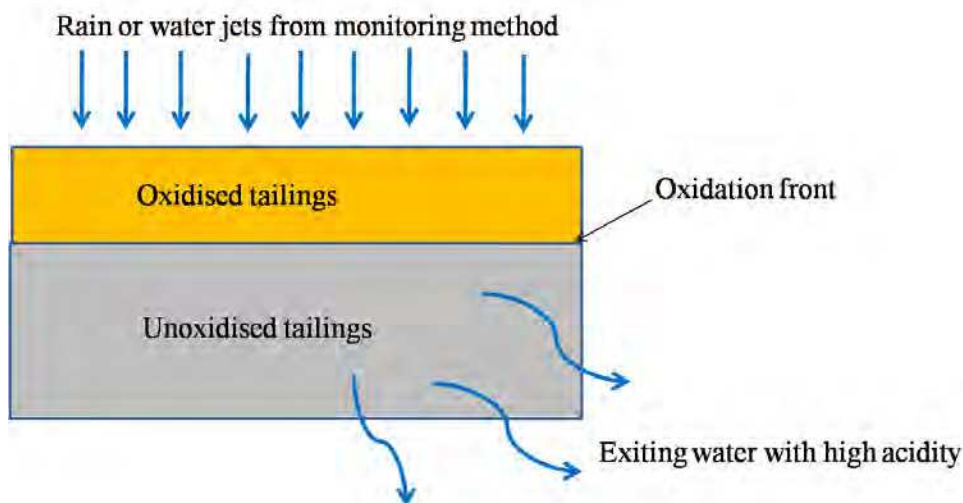 Rain or water jets from monitoring method
Oxidised tailings
Oxidation front
Unoxidised tailings
Exiting water with high acidity